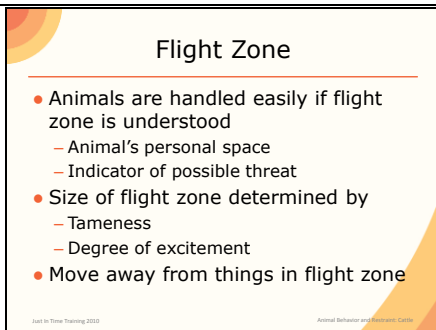 Flight Zone
● Animals are handled easily if flight
zone is understood
– Animal's personal space
– Indicator of possible threat
● Size of flight zone determined by
– Tameness
– Degree of excitement
● Move away from things in flight zone
Just In Time Training 2010
Animal Behavior and Restraint: Cattle